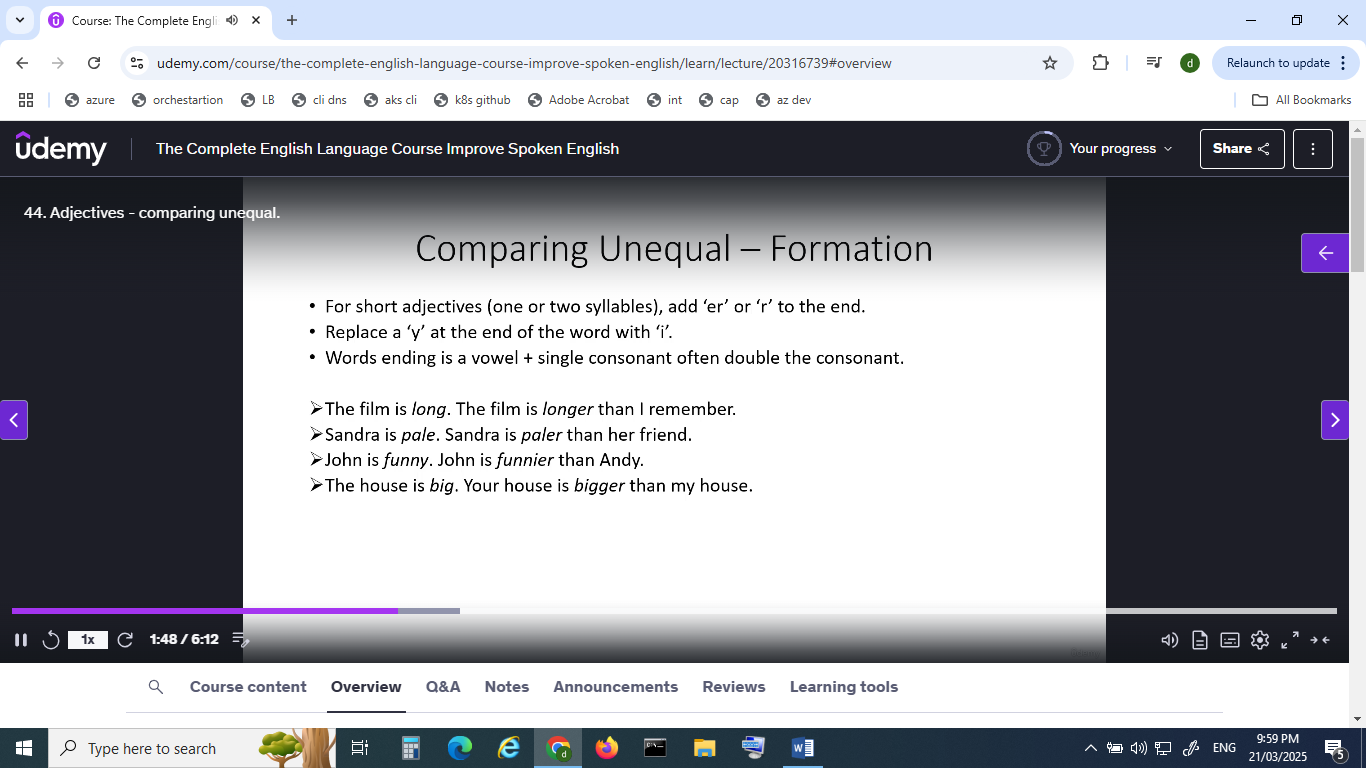 Course: The Complete Engli
udemy.com/course/the-complete-english-language-course-improve-spoken-english/learn/lecture/20316739#overview
d
Relaunch to update
azure
orchestartion
LB
cli dns
aks cli
k8s github
Adobe Acrobat
int
cap
az dev
All Bookmarks
udemy
The Complete English Language Course Improve Spoken English
Your progress
Share
44. Adjectives - comparing unequal.
Comparing Unequal – Formation
• For short adjectives (one or two syllables), add ‘er’ or ‘r’ to the end.
• Replace a ‘y’ at the end of the word with ‘i’.
• Words ending is a vowel + single consonant often double the consonant.
➢The film is long. The film is longer than I remember.
➢Sandra is pale. Sandra is paler than her friend.
➢John is funny. John is funnier than Andy.
➢The house is big. Your house is bigger than my house.
1x
1:48 / 6:12
Course content
Overview
Q&A
Notes
Announcements
Reviews
Learning tools
Type here to search
ENG
9:59 PM
21/03/2025
5